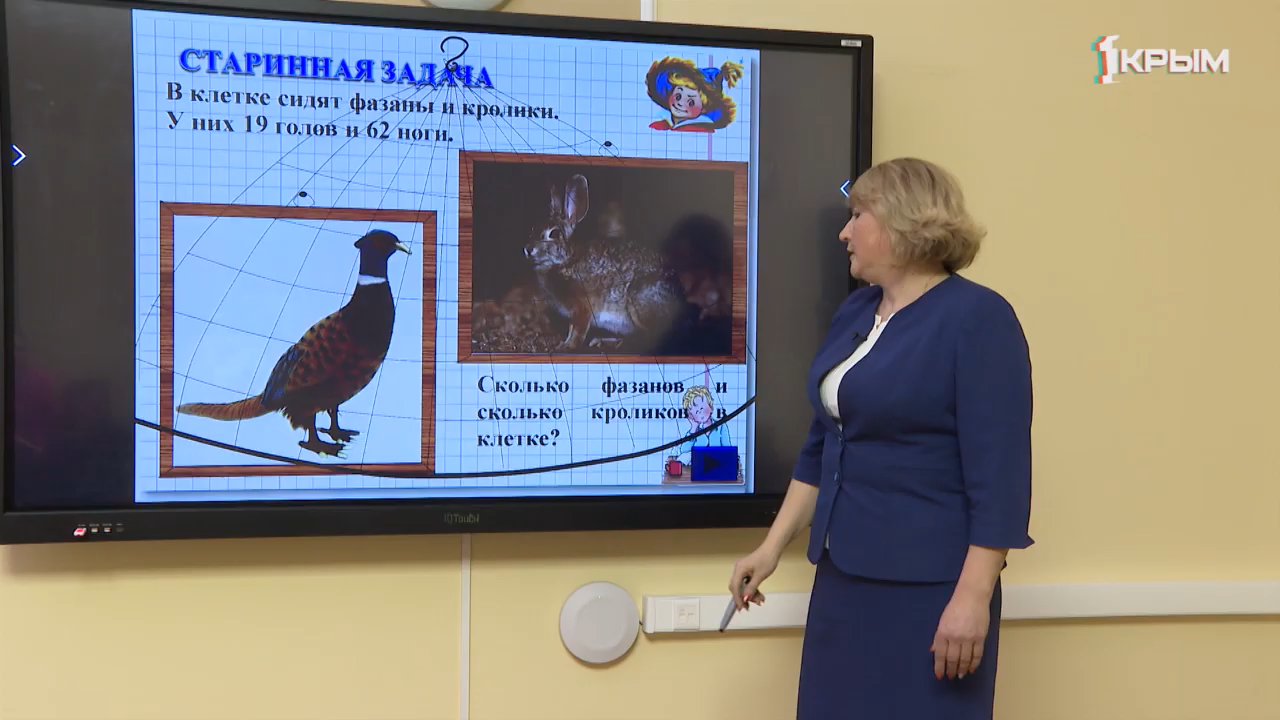 СТАРИННАЯ ЗАДАЧА
В клетке сидят фазаны и кролики.
У них 19 голов и 62 ноги.
Сколько фазанов и
сколько кроликов в
клетке?
1КРЫМ